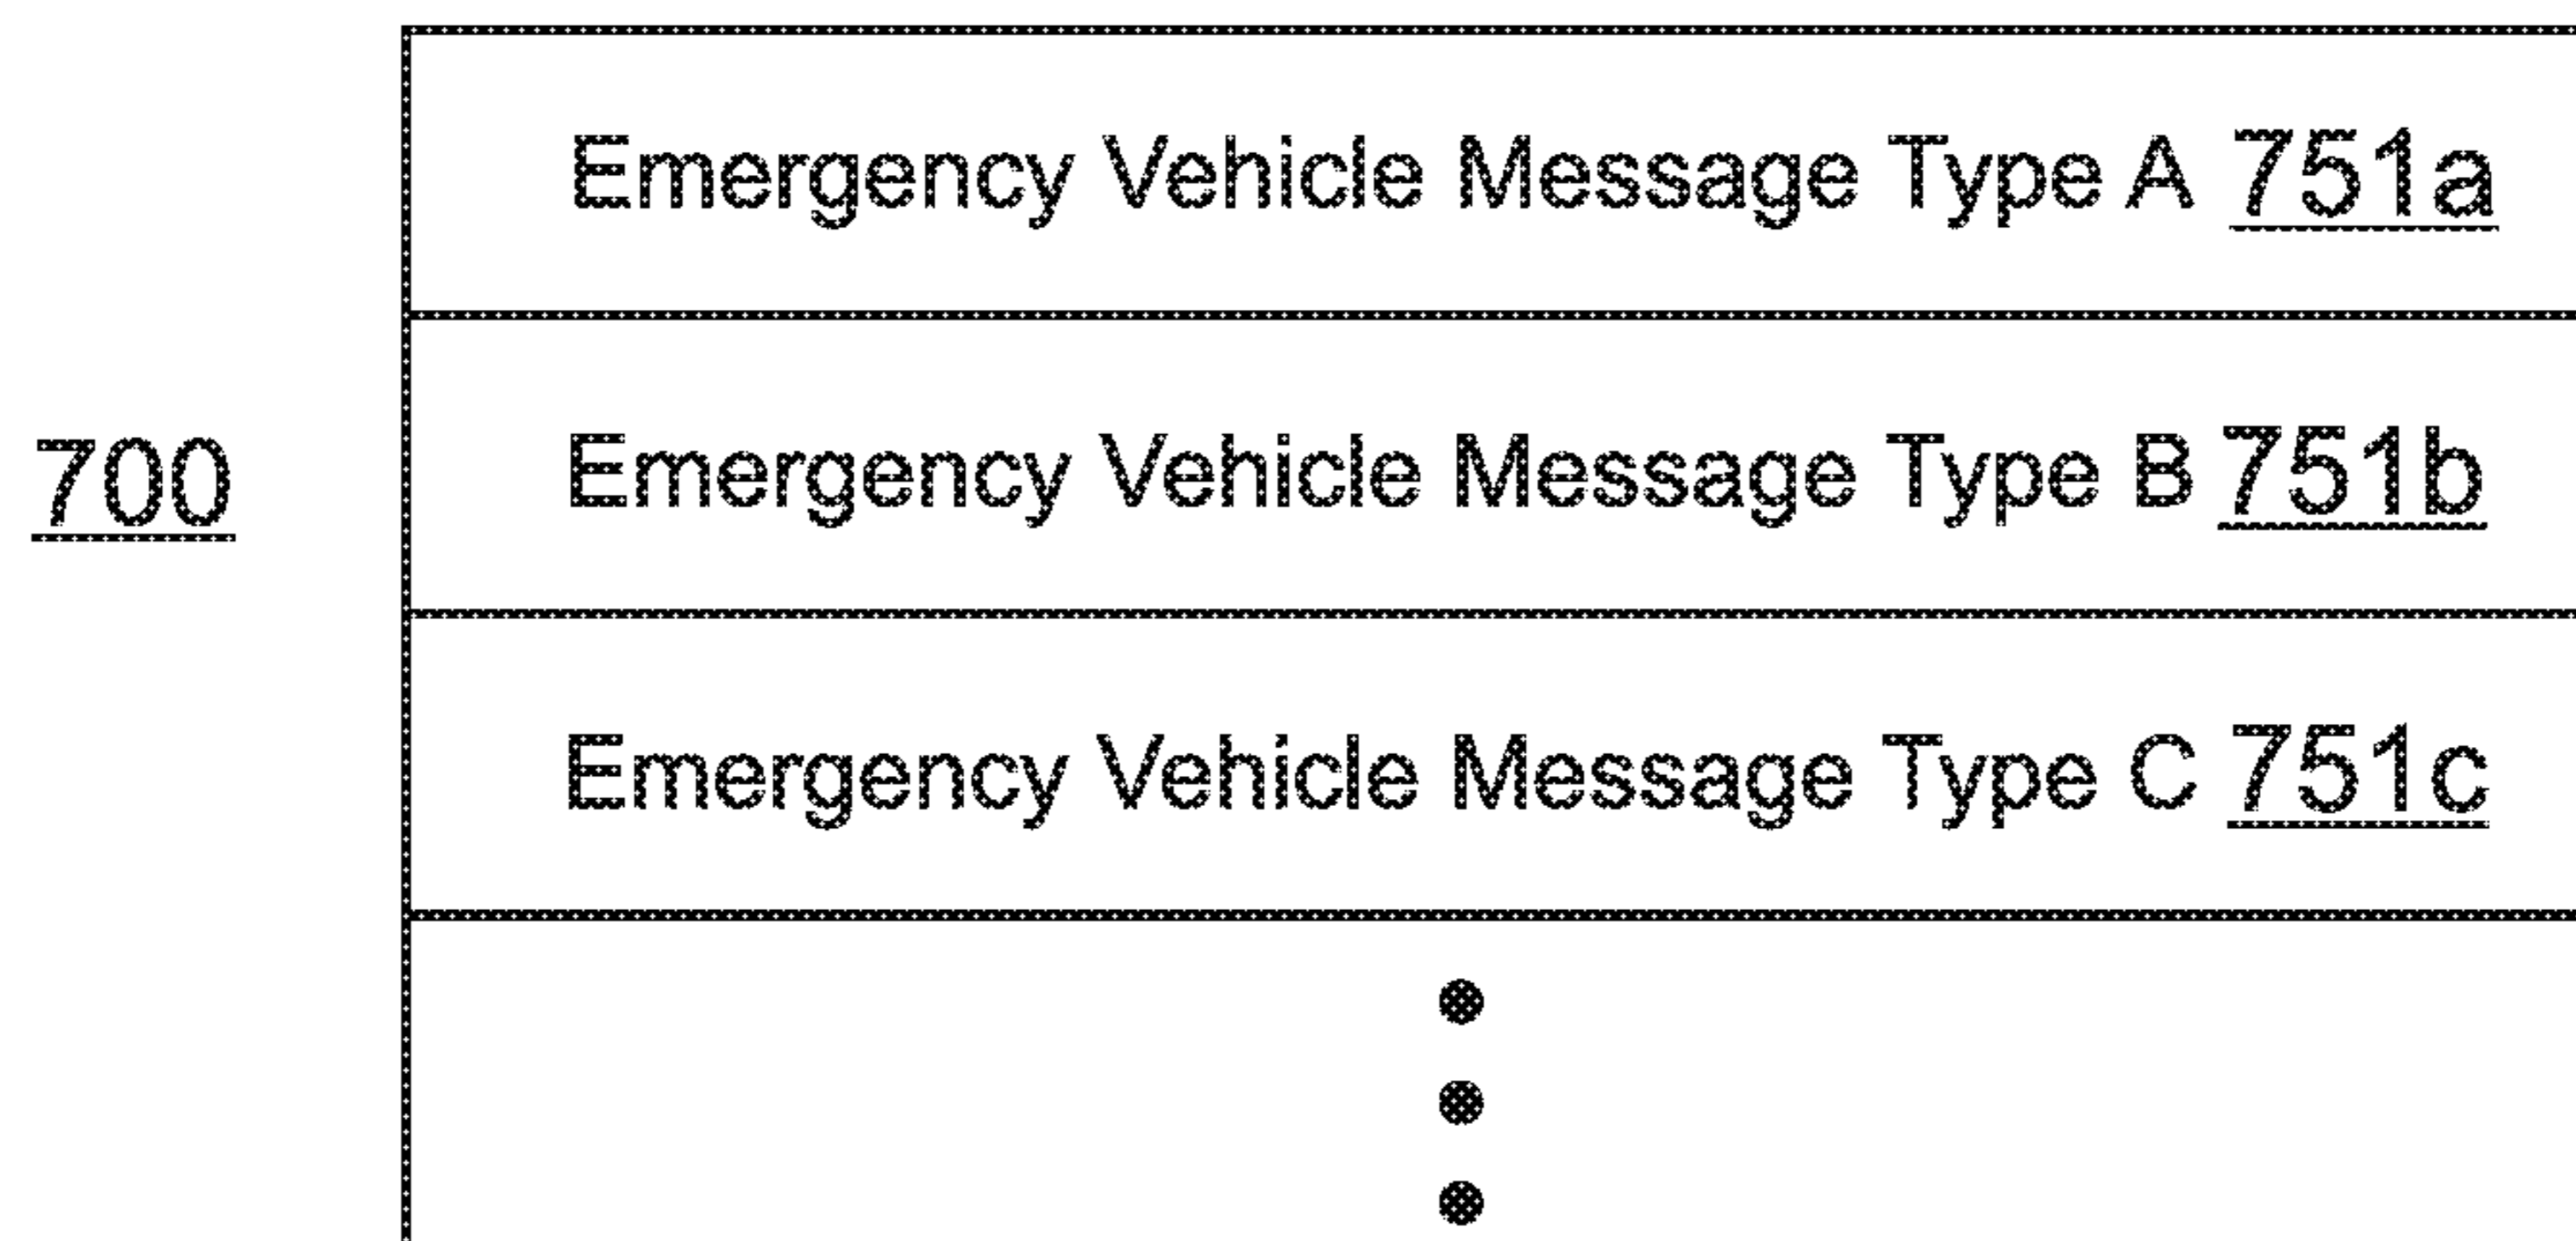 Emergency Vehicle Message Type A 751a
700
Emergency Vehicle Message Type B 751b
Emergency Vehicle Message Type C 751c